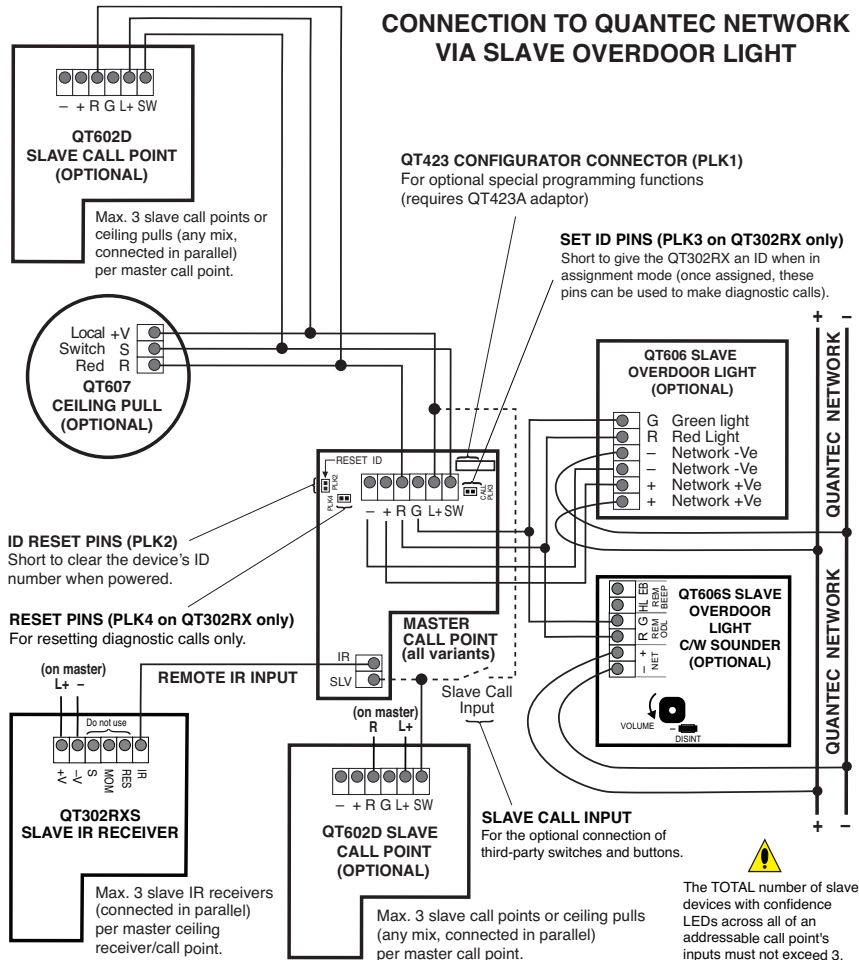 CONNECTION TO QUANTEC NETWORK
VIA SLAVE OVERDOOR LIGHT
– + R G L+ SW
QT602D
SLAVE CALL POINT
(OPTIONAL)
Max. 3 slave call points or
ceiling pulls (any mix,
connected in parallel)
per master call point.
QT423 CONFIGURATOR CONNECTOR (PLK1)
For optional special programming functions
(requires QT423A adaptor)
SET ID PINS (PLK3 on QT302RX only)
Short to give the QT302RX an ID when in
assignment mode (once assigned, these
pins can be used to make diagnostic calls).
Local +V
Switch S
Red R
QT607
CEILING PULL
(OPTIONAL)
+ –
QUANTEC NETWORK
QT606 SLAVE
OVERDOOR LIGHT
(OPTIONAL)
G Green light
R Red Light
– Network -Ve
– Network -Ve
+ Network +Ve
+ Network +Ve
RESET ID
PLK2
PLK4
CALL
PLK3
– + R G L+ SW
ID RESET PINS (PLK2)
Short to clear the device's ID
number when powered.
RESET PINS (PLK4 on QT302RX only)
For resetting diagnostic calls only.
MASTER
CALL POINT
(all variants)
IR
SLV
REMOTE IR INPUT
Slave Call
Input
QT606S SLAVE
OVERDOOR
LIGHT
C/W SOUNDER
(OPTIONAL)
HL EB
REM
BEEP
R G
REM
ODL
– +
NET
VOLUME
–
DISINT
QUANTEC NETWORK
+ –
(on master)
L+ –
Do not use
+V
–V
S
MOM
RES
IR
QT302RXS
SLAVE IR RECEIVER
Max. 3 slave IR receivers
(connected in parallel)
per master ceiling
receiver/call point.
(on master)
R L+
– + R G L+ SW
QT602D SLAVE
CALL POINT
(OPTIONAL)
Max. 3 slave call points or ceiling pulls
(any mix, connected in parallel)
per master call point.
SLAVE CALL INPUT
For the optional connection of
third-party switches and buttons.
!
The TOTAL number of slave
devices with confidence
LEDs across all of an
addressable call point's
inputs must not exceed 3.